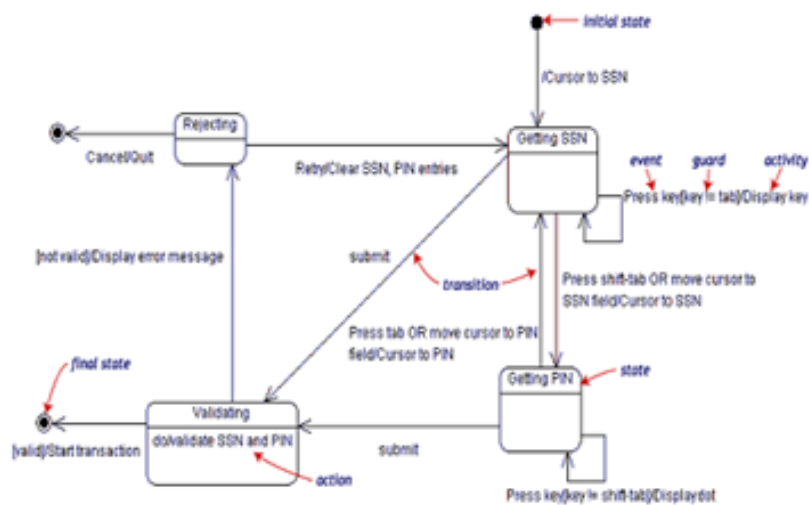 initial state
/Cursor to SSN
Rejecting
Getting SSN
Cancel/Quit
Retry/Clear SSN, PIN entries
event
guard
activity
Press key[key != tab]/Display key
[not valid]/Display error message
submit
transition
Press shift-tab OR move cursor to
SSN field/Cursor to SSN
Press tab OR move cursor to PIN
field/Cursor to PIN
final state
Getting PIN
state
Validating
do/validate SSN and PIN
[valid]/Start transaction
submit
action
Press key[key != shift-tab]/Displaydot